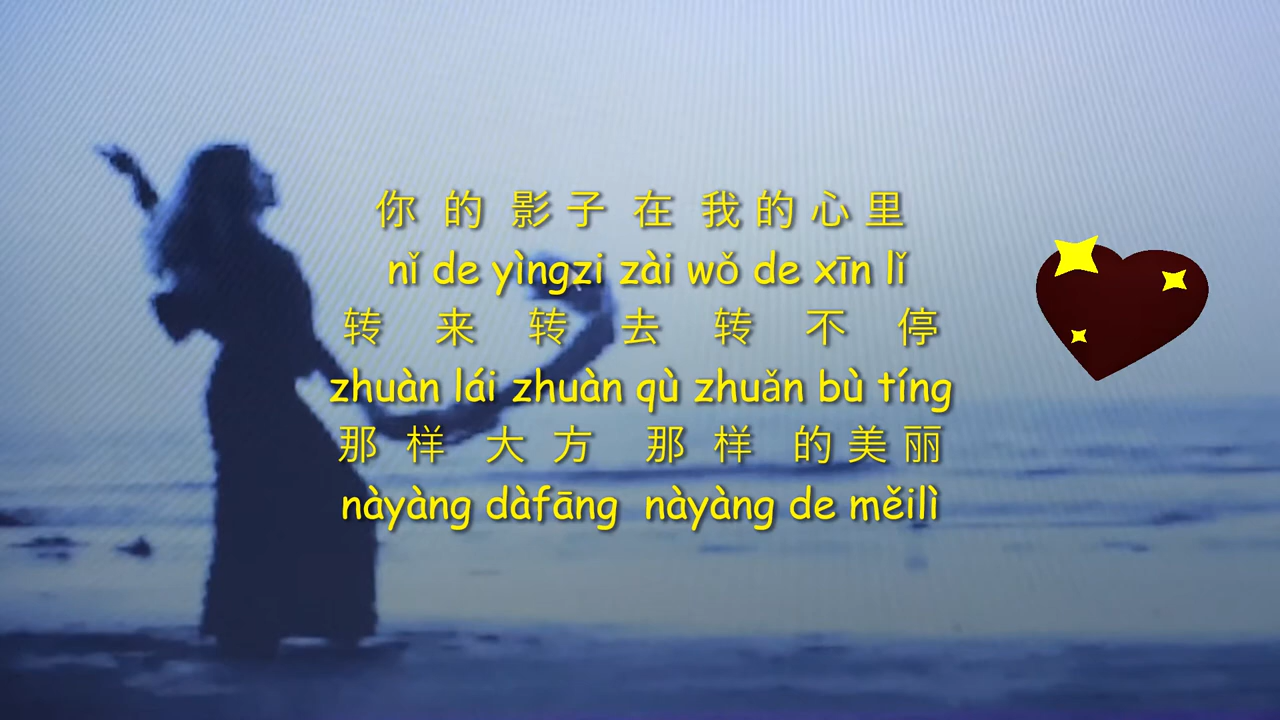 你 的 影 子 在 我 的 心 里
nǐ de yìngzi zài wǒ de xīn lǐ
转 来 转 去 转 不 停
zhuàn lái zhuàn qù zhuǎn bù tíng
那 样 大 方 那 样 的 美 丽
nàyàng dàfāng nàyàng de měilì